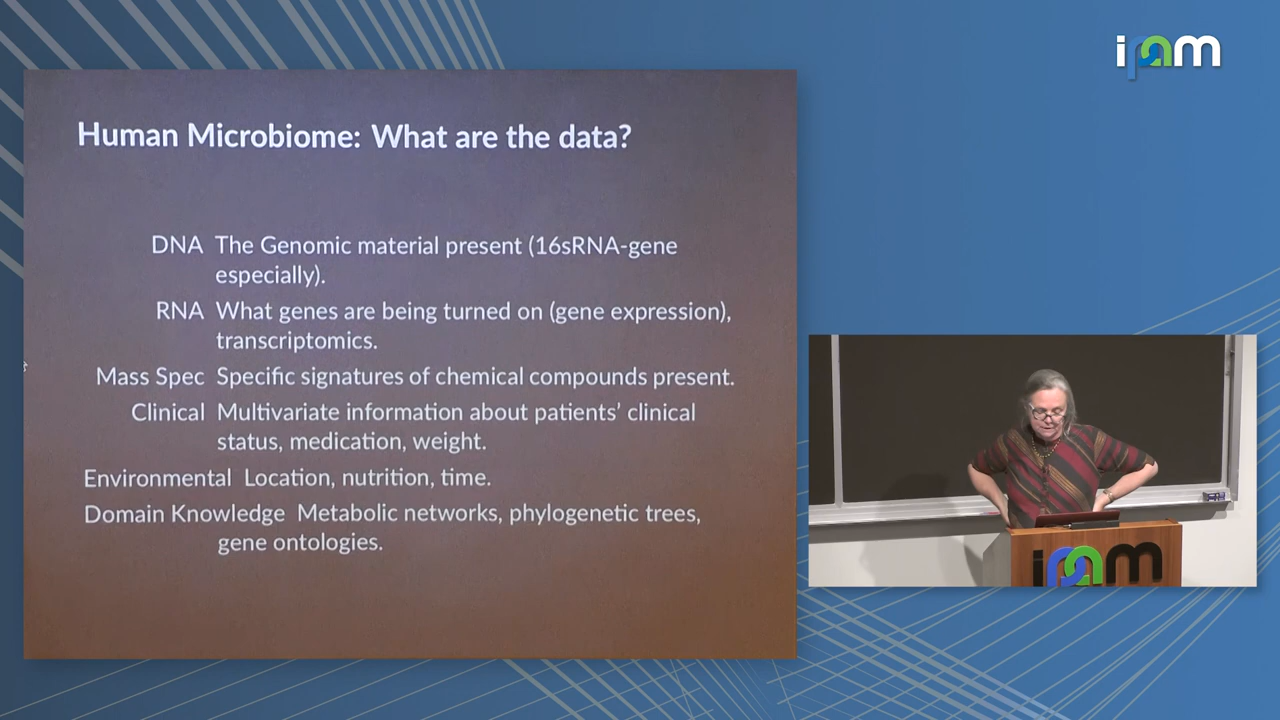 ipam
Human Microbiome: What are the data?
DNA The Genomic material present (16sRNA-gene
especially).
RNA What genes are being turned on (gene expression),
transcriptomics.
Mass Spec Specific signatures of chemical compounds present.
Clinical Multivariate information about patients’ clinical
status, medication, weight.
Environmental Location, nutrition, time.
Domain Knowledge Metabolic networks, phylogenetic trees,
gene ontologies.
ipam